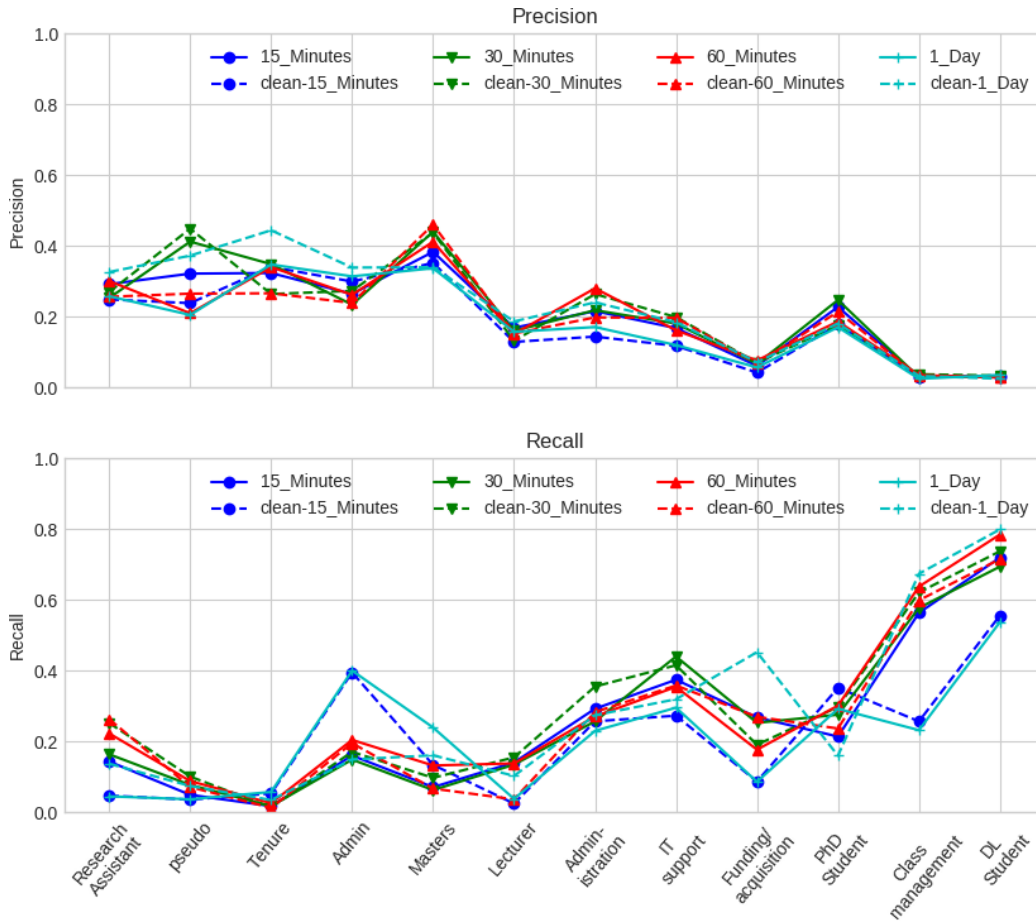 Precision
1.0
15_Minutes 30_Minutes 60_Minutes 1_Day
clean-15_Minutes clean-30_Minutes clean-60_Minutes clean-1_Day
0.8
0.6
Precision
0.4
0.2
0.0
Recall
1.0
15_Minutes 30_Minutes 60_Minutes 1_Day
clean-15_Minutes clean-30_Minutes clean-60_Minutes clean-1_Day
0.8
0.6
Recall
0.4
0.2
0.0
Research
Assistant
pseudo
Tenure
Admin
Masters
Lecturer
Admin-
istration
IT
support
Funding/
acquisition
PhD
Student
Class
management
DL
Student